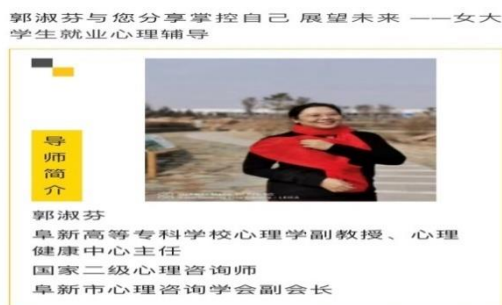 郭淑芬与您分享掌控自己 展望未来 ——女大
学生就业心理辅导
导
师
简
介
郭淑芬
阜新高等专科学校心理学副教授、心理
健康中心主任
国家二级心理咨询师
阜新市心理咨询学会副会长